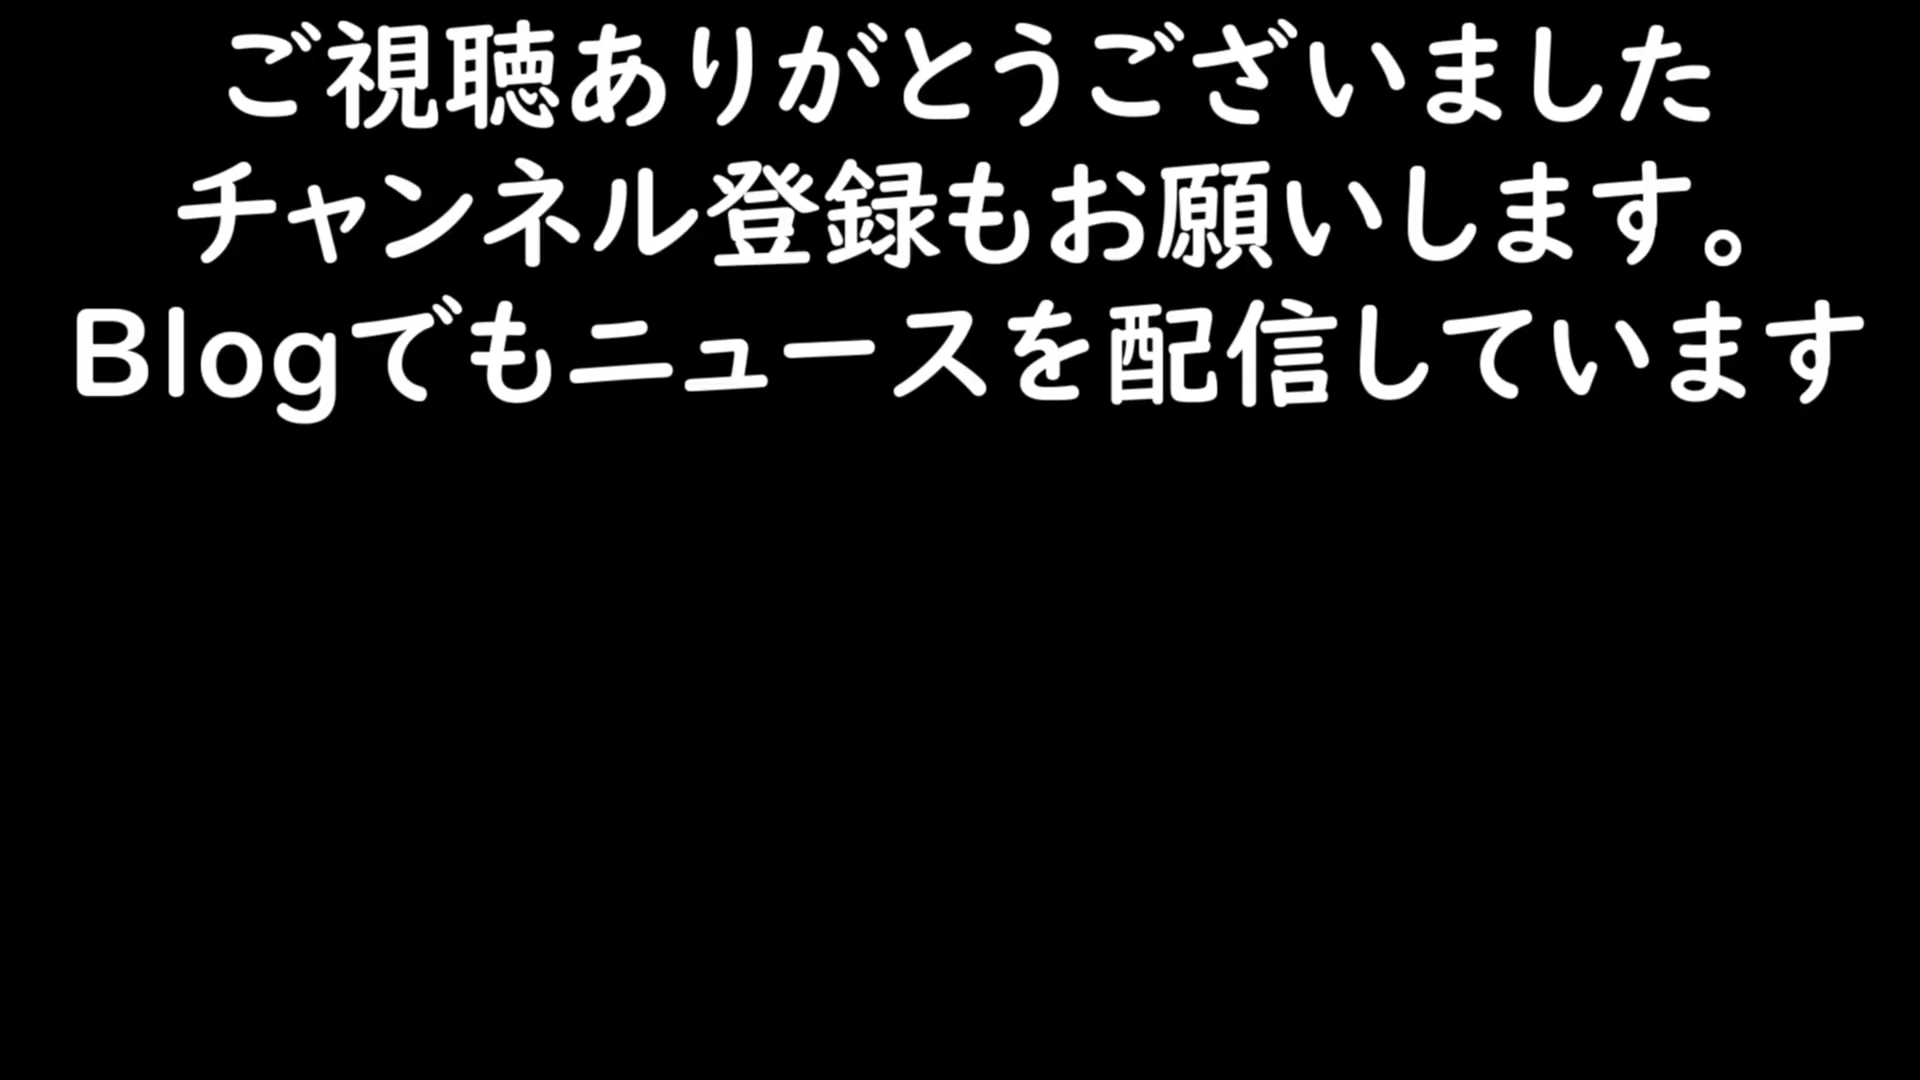 ご視聴ありがとうございました
チャンネル登録もお願いします。
Blogでもニュースを配信しています